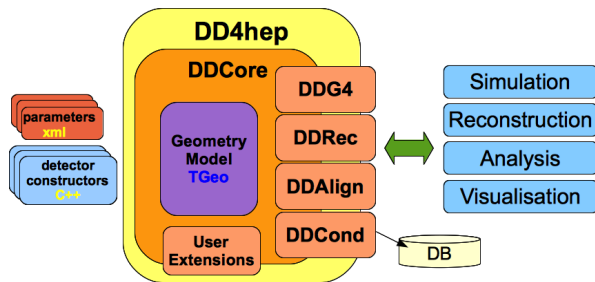 DD4hep
DDCore
parameters
xml
detector
constructors
C++
Geometry
Model
TGeo
User
Extensions
DDG4
DDRec
DDAlign
DDCond
Simulation
Reconstruction
Analysis
Visualisation
DB